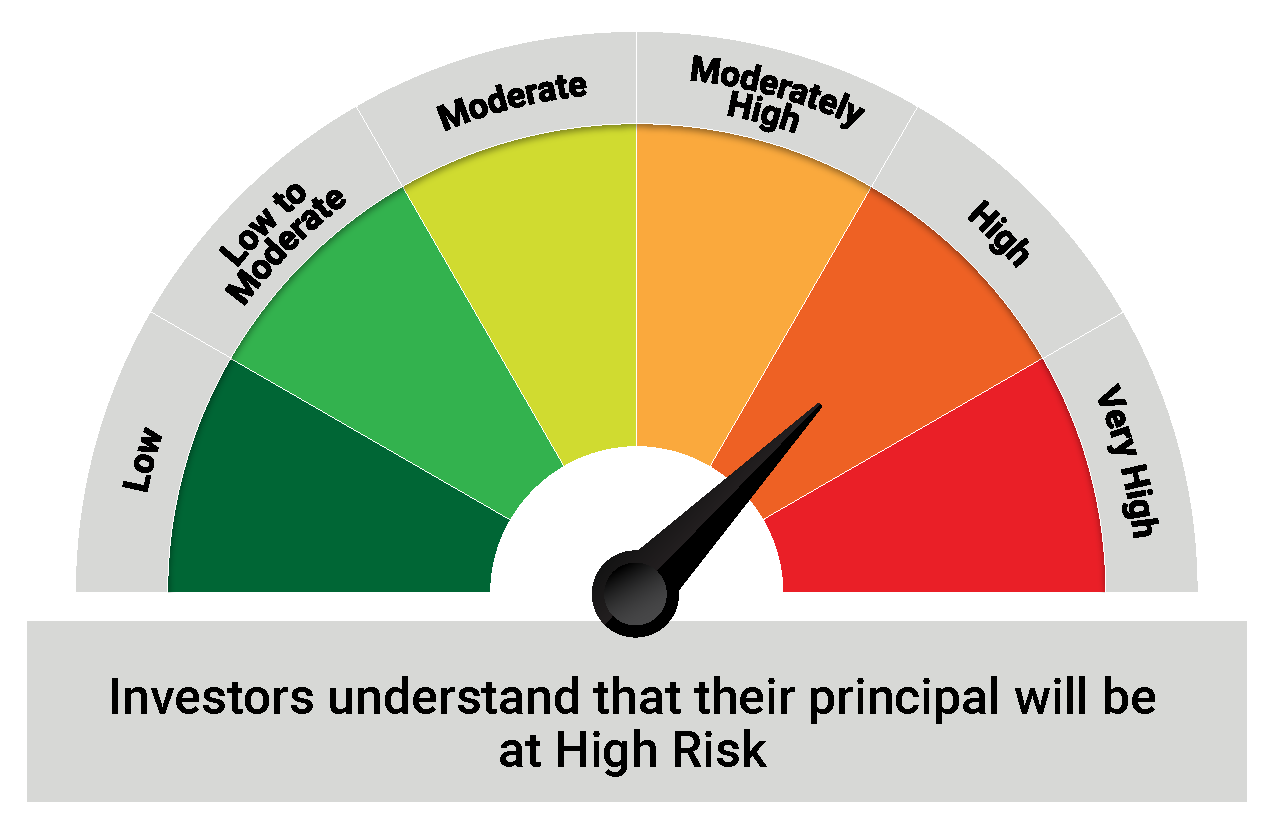 Low
Low to
Moderate
Moderate
Moderately
High
High
Very High
Investors understand that their principal will be
at High Risk